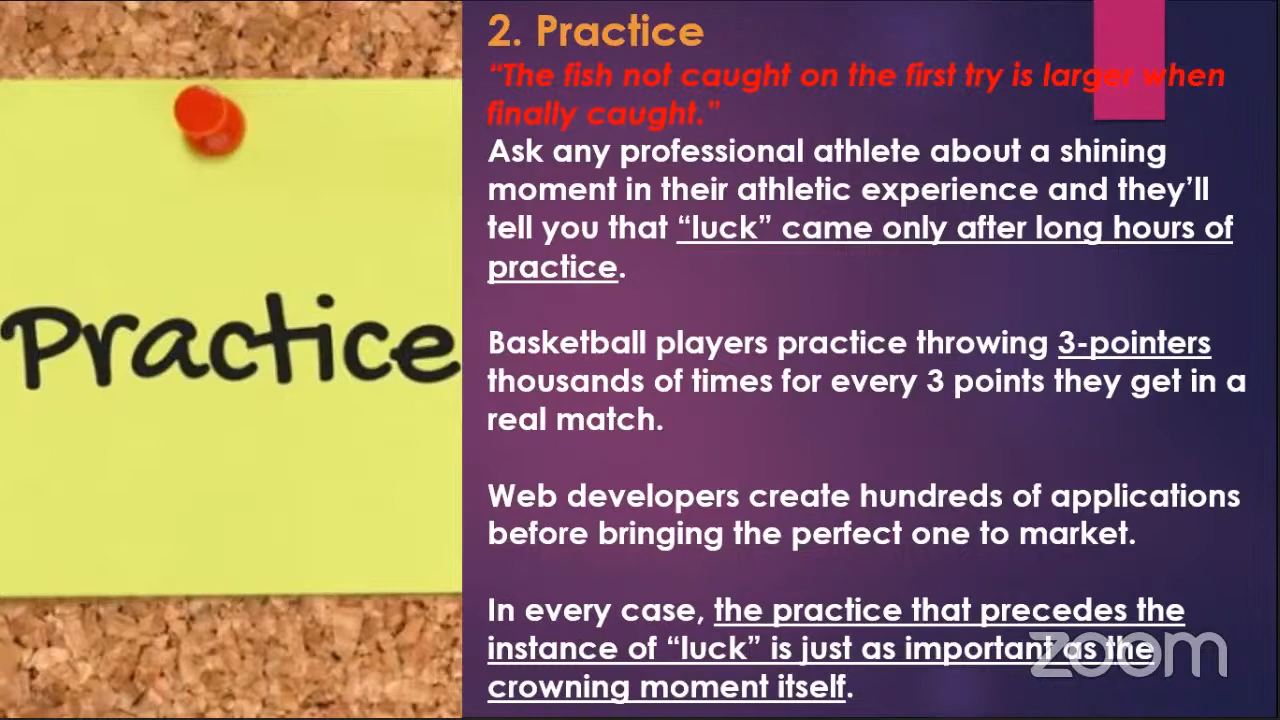 Practice
2. Practice
“The fish not caught on the first try is larger when
finally caught.”
Ask any professional athlete about a shining
moment in their athletic experience and they’ll
tell you that “luck” came only after long hours of
practice.
Basketball players practice throwing 3-pointers
thousands of times for every 3 points they get in a
real match.
Web developers create hundreds of applications
before bringing the perfect one to market.
In every case, the practice that precedes the
instance of “luck” is just as important as the
crowning moment itself.
zoom